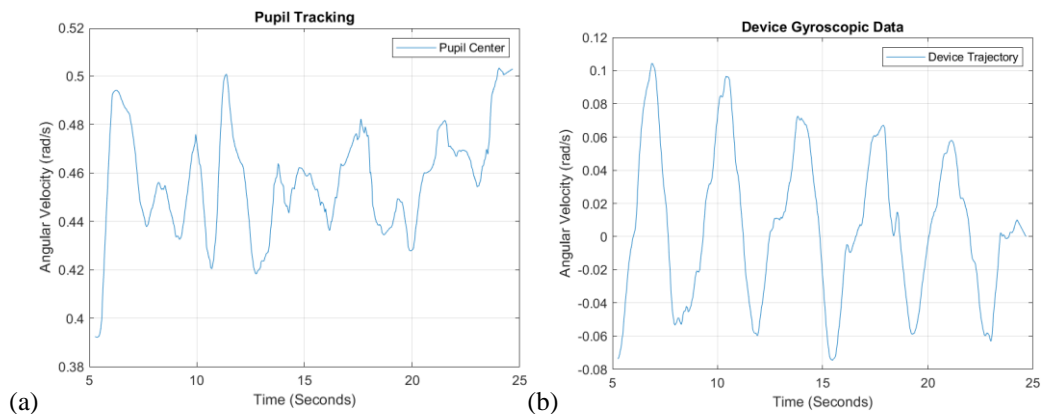 Pupil Tracking
Pupil Center
0.52
0.5
0.48
0.46
0.44
0.42
0.4
0.38
Angular Velocity (rad/s)
5 10 15 20 25
Time (Seconds)
(a)
Device Gyroscopic Data
Device Trajectory
0.12
0.1
0.08
0.06
0.04
0.02
0
-0.02
-0.04
-0.06
-0.08
Angular Velocity (rad/s)
5 10 15 20 25
Time (Seconds)
(b)